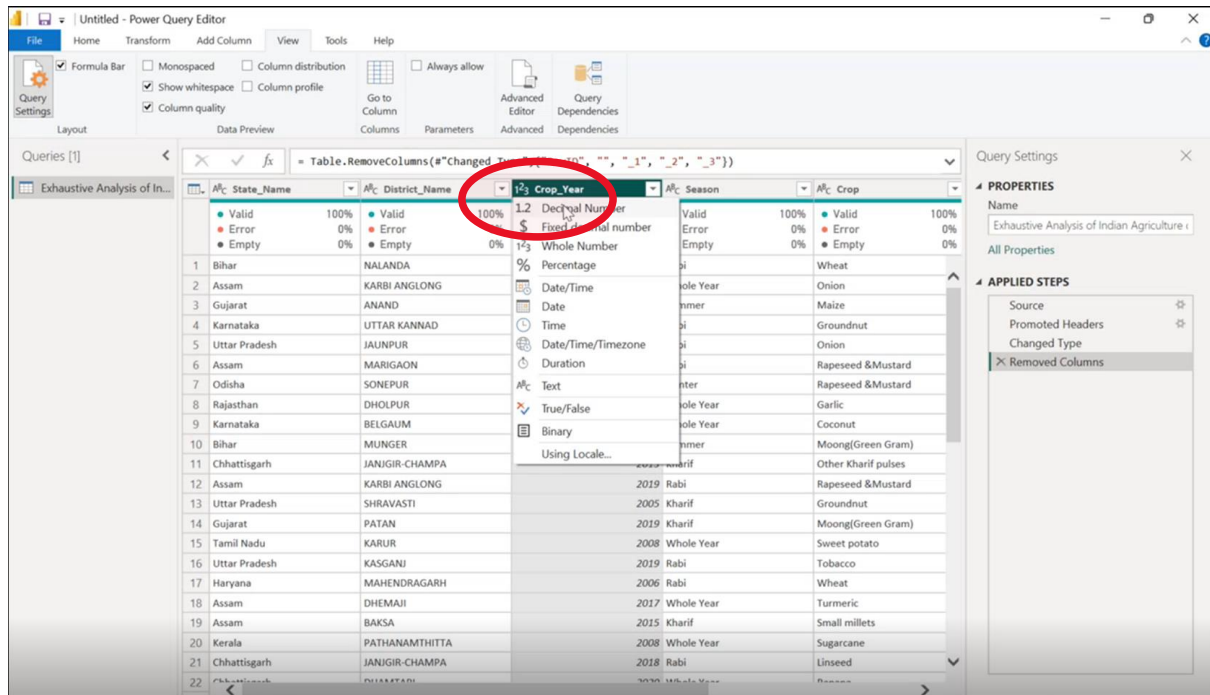 Untitled - Power Query Editor
File Home Transform Add Column View Tools Help
Query Settings
Formula Bar
Layout
Monospaced Column distribution
Show whitespace Column profile
Column quality
Data Preview
Go to Column
Columns
Always allow
Parameters
Advanced Editor
Advanced
Query Dependencies
Dependencies
Queries [1]
Exhaustive Analysis of In...
fx = Table.RemoveColumns(#"Changed "", "_1", "_2", "_3"})
State_Name District_Name 123 Crop_Year Season Crop
Valid 100% Valid 100% Valid 100% Valid 100%
Error 0% Error Error 0% Error 0%
Empty 0% Empty 0% Empty 0% Empty 0%
1.2 Decimal Number
$ Fixed decimal number
123 Whole Number
% Percentage
Date/Time
Date
Time
Date/Time/Timezone
Duration
ABC Text
True/False
Binary
Using Locale...
1 Bihar NALANDA Wheat
2 Assam KARBI ANGLONG Year Onion
3 Gujarat ANAND Maize
4 Karnataka UTTAR KANNAD Groundnut
5 Uttar Pradesh JAUNPUR Onion
6 Assam MARIGAON Rapeseed &Mustard
7 Odisha SONEPUR Rapeseed &Mustard
8 Rajasthan DHOLPUR Year Garlic
9 Karnataka BELGAUM Year Coconut
10 Bihar MUNGER Moong(Green Gram)
11 Chhattisgarh JANJGIR-CHAMPA Other Kharif pulses
12 Assam KARBI ANGLONG 2019 Rabi Rapeseed &Mustard
13 Uttar Pradesh SHRAVASTI 2005 Kharif Groundnut
14 Gujarat PATAN 2019 Kharif Moong(Green Gram)
15 Tamil Nadu KARUR 2008 Whole Year Sweet potato
16 Uttar Pradesh KASGANJ 2019 Rabi Tobacco
17 Haryana MAHENDRAGARH 2006 Rabi Wheat
18 Assam DHEMAJI 2017 Whole Year Turmeric
19 Assam BAKSA 2015 Kharif Small millets
20 Kerala PATHANAMTHITTA 2008 Whole Year Sugarcane
21 Chhattisgarh JANJGIR-CHAMPA 2018 Rabi Linseed
22
Query Settings
PROPERTIES
Name
Exhaustive Analysis of Indian Agriculture
All Properties
APPLIED STEPS
Source
Promoted Headers
Changed Type
Removed Columns